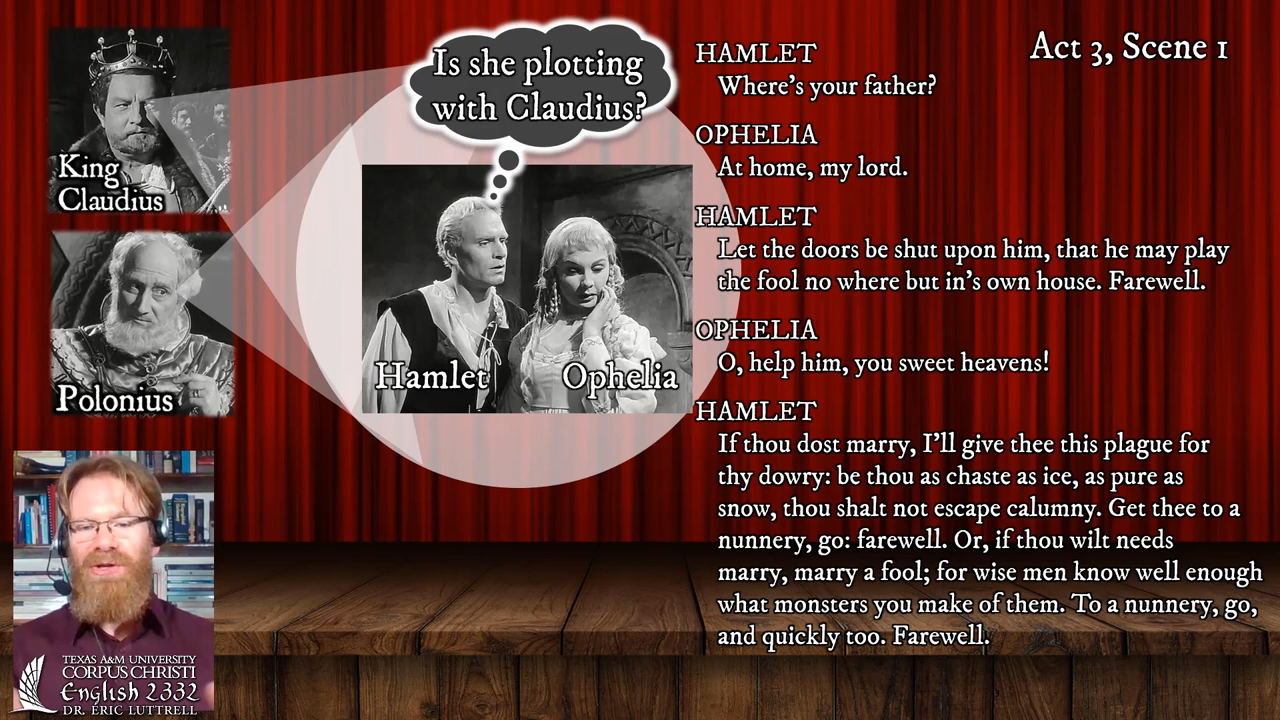 King
Claudius
Polonius
Is she plotting
with Claudius?
Hamlet
Ophelia
Act 3, Scene 1
HAMLET
Where's your father?
OPHELIA
At home, my lord.
HAMLET
Let the doors be shut upon him, that he may play
the fool no where but in's own house. Farewell.
OPHELIA
O, help him, you sweet heavens!
HAMLET
If thou dost marry, I'll give thee this plague for
thy dowry: be thou as chaste as ice, as pure as
snow, thou shalt not escape calumny. Get thee to a
nunnery, go: farewell. Or, if thou wilt needs
marry, marry a fool; for wise men know well enough
what monsters you make of them. To a nunnery, go,
and quickly too. Farewell.
TEXAS A&M UNIVERSITY
CORPUS CHRISTI
English 2332
DR. ERIC LUTTRELL